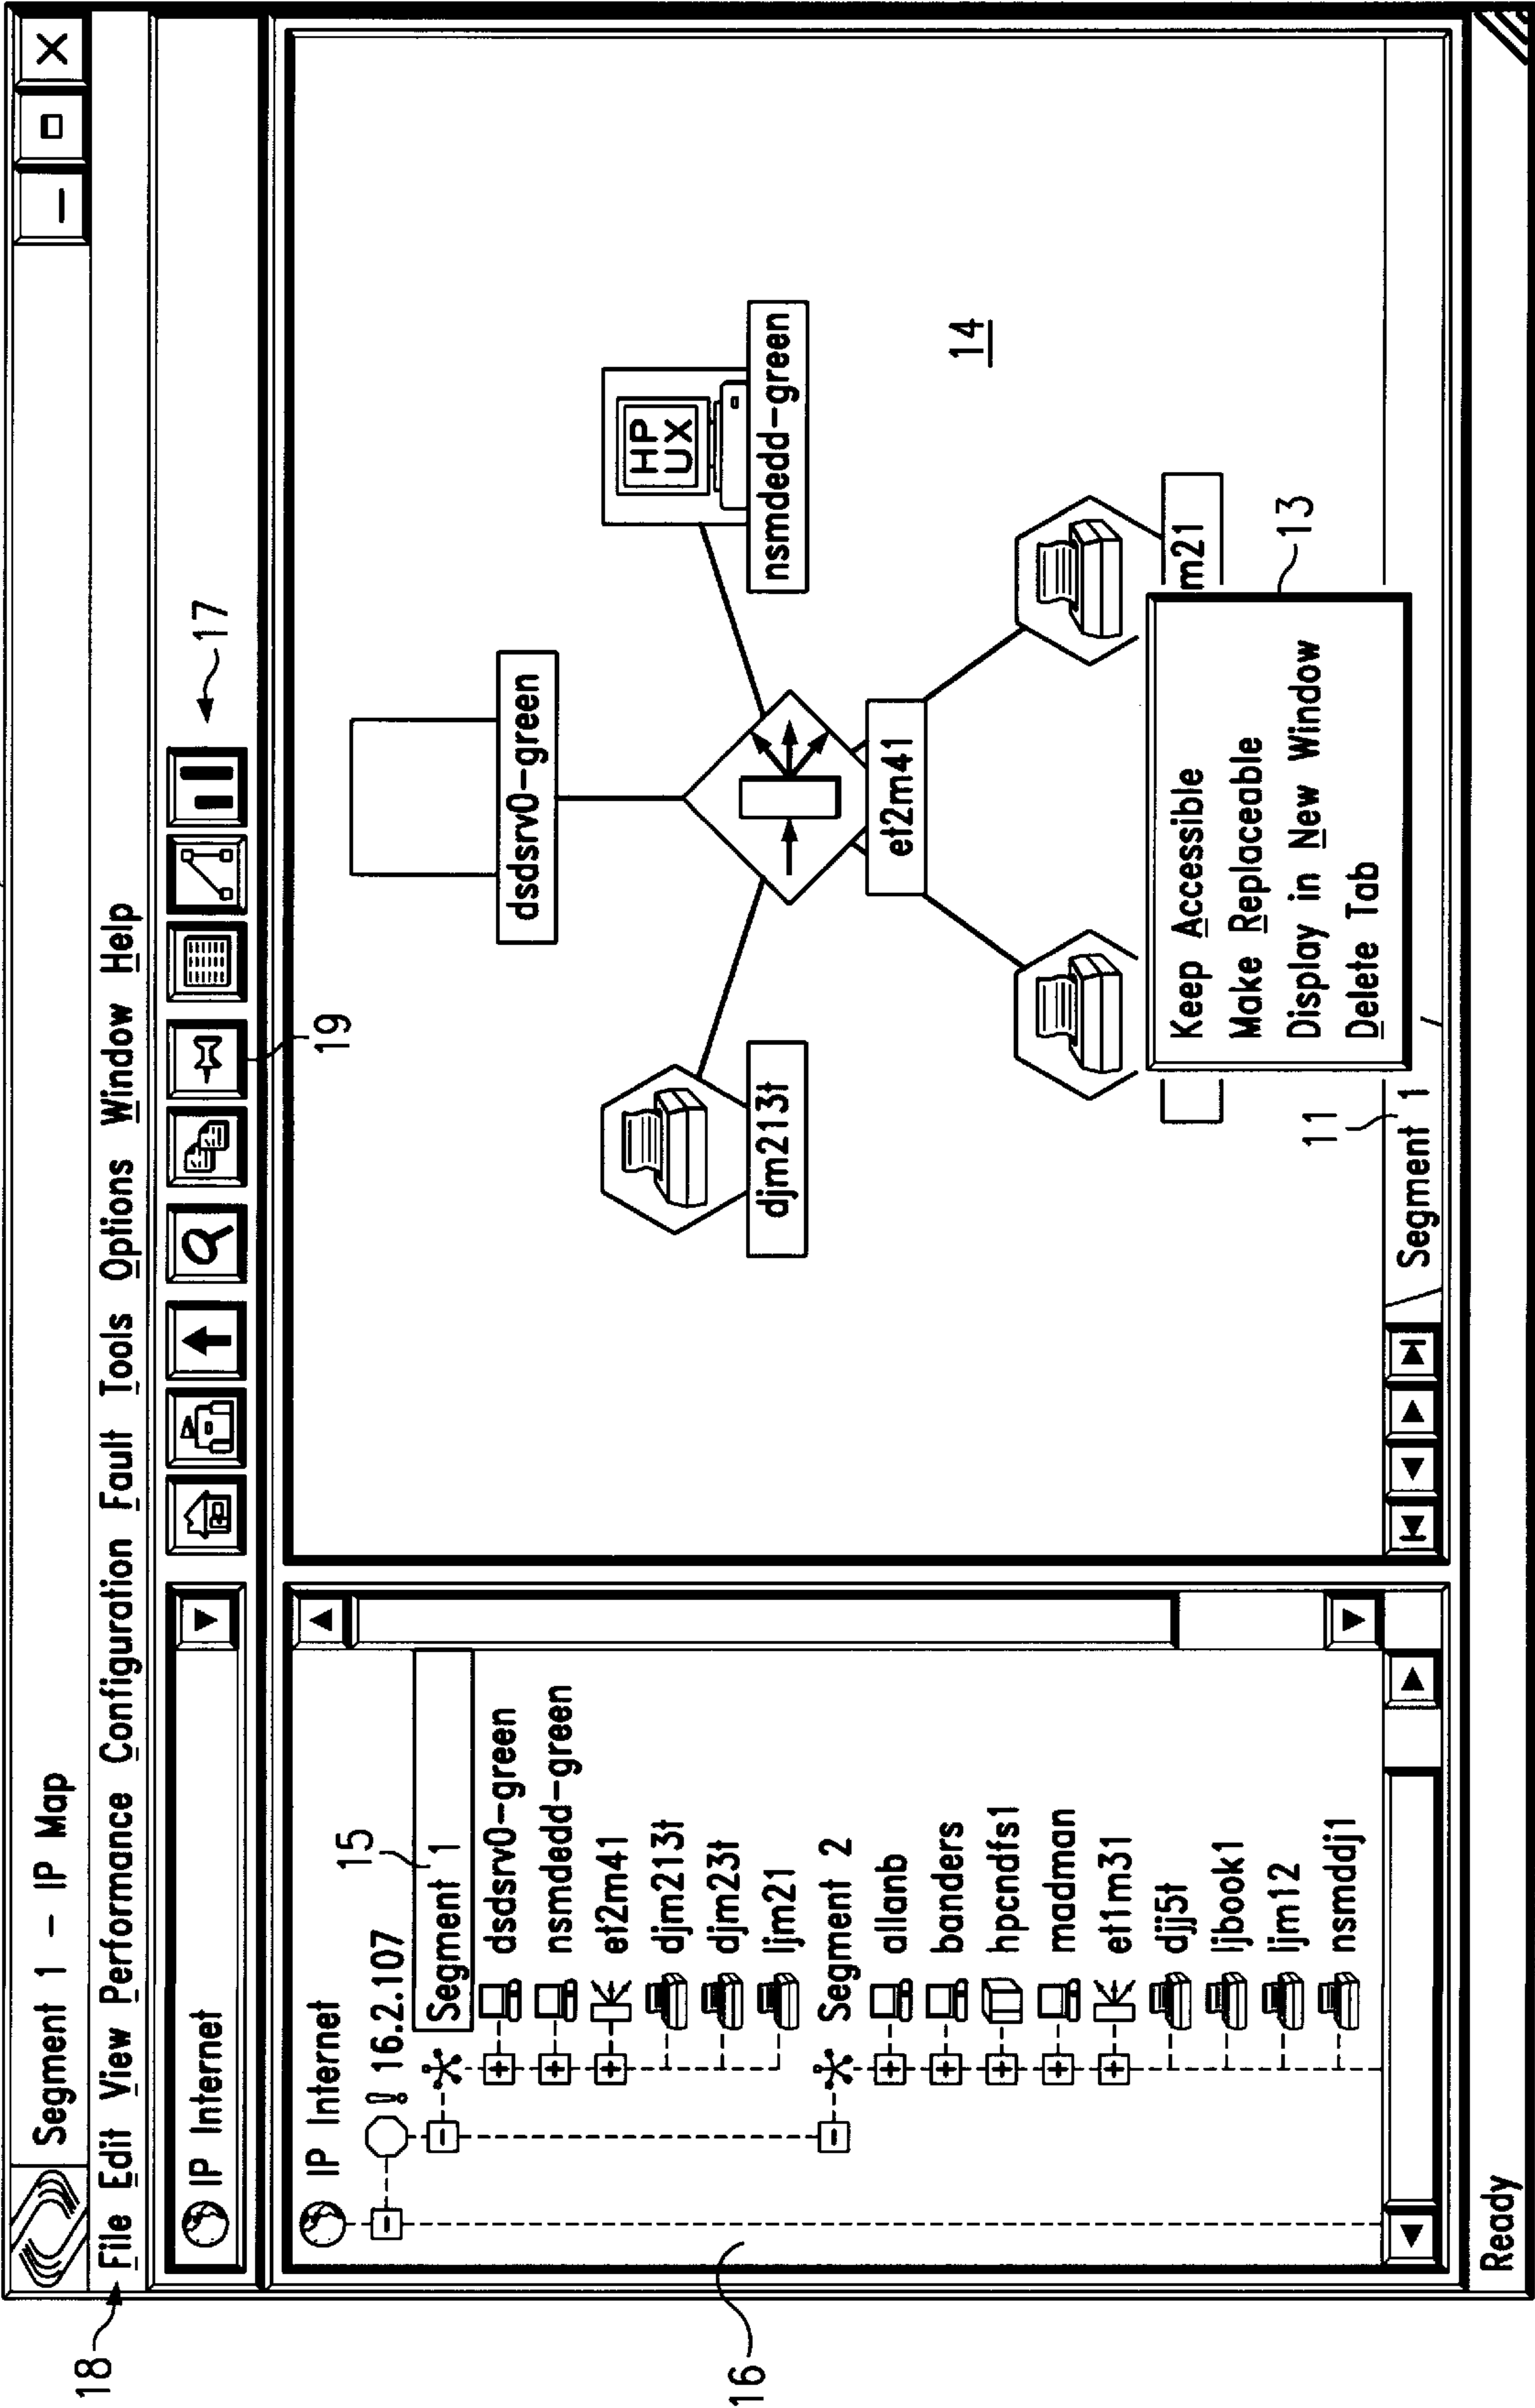 Segment 1 - IP Map
18
File Edit View Performance Configuration Fault Tools Options Window Help
IP Internet
17
19
IP Internet
16.2.107
15
Segment 1
dsdsrv0-green
nsmdedd-green
et2m41
djm213t
djm23t
ljm21
Segment 2
allanb
banders
hpcndfs1
madman
et1m31
djj5t
ljbook1
ljm12
nsmddj1
16
dsdsrv0-green
HP
UX
nsmdedd-green
djm213t
et2m41
14
m21
13
Keep Accessible
Make Replaceable
Display in New Window
Delete Tab
11
Segment 1
Ready